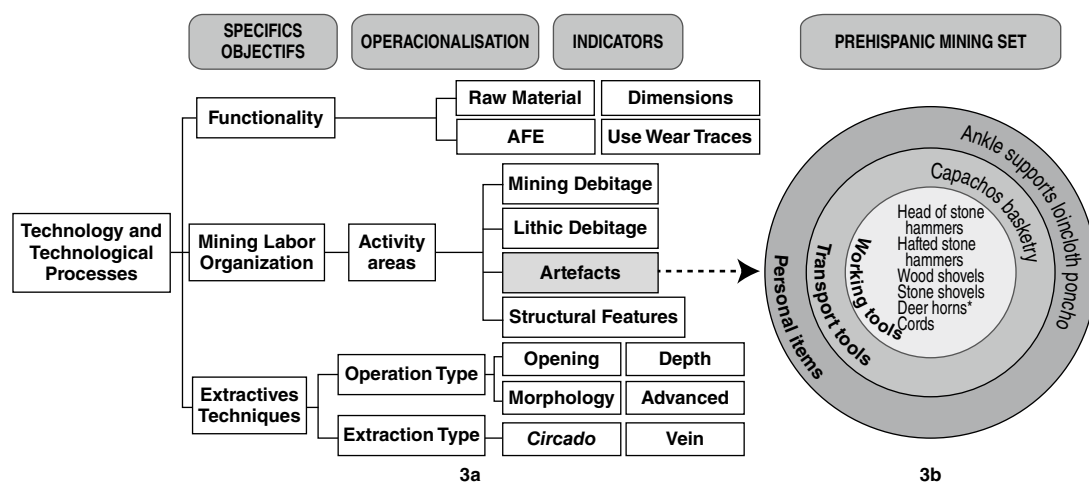 SPECIFICS
OBJECTIFS
OPERACIONALISATION
INDICATORS
PREHISPANIC MINING SET
Technology and
Technological
Processes
Functionality
Raw Material
Dimensions
AFE
Use Wear Traces
Mining Labor
Organization
Activity
areas
Mining Debitage
Lithic Debitage
Artefacts
Structural Features
Extractives
Techniques
Operation Type
Opening
Depth
Morphology
Advanced
Extraction Type
Circado
Vein
3a
Ankle supports loincloth poncho
Personal items
Capachos basketry
Transport tools
Working tools
Head of stone
hammers
Hafted stone
hammers
Wood shovels
Stone shovels
Deer horns*
Cords
3b